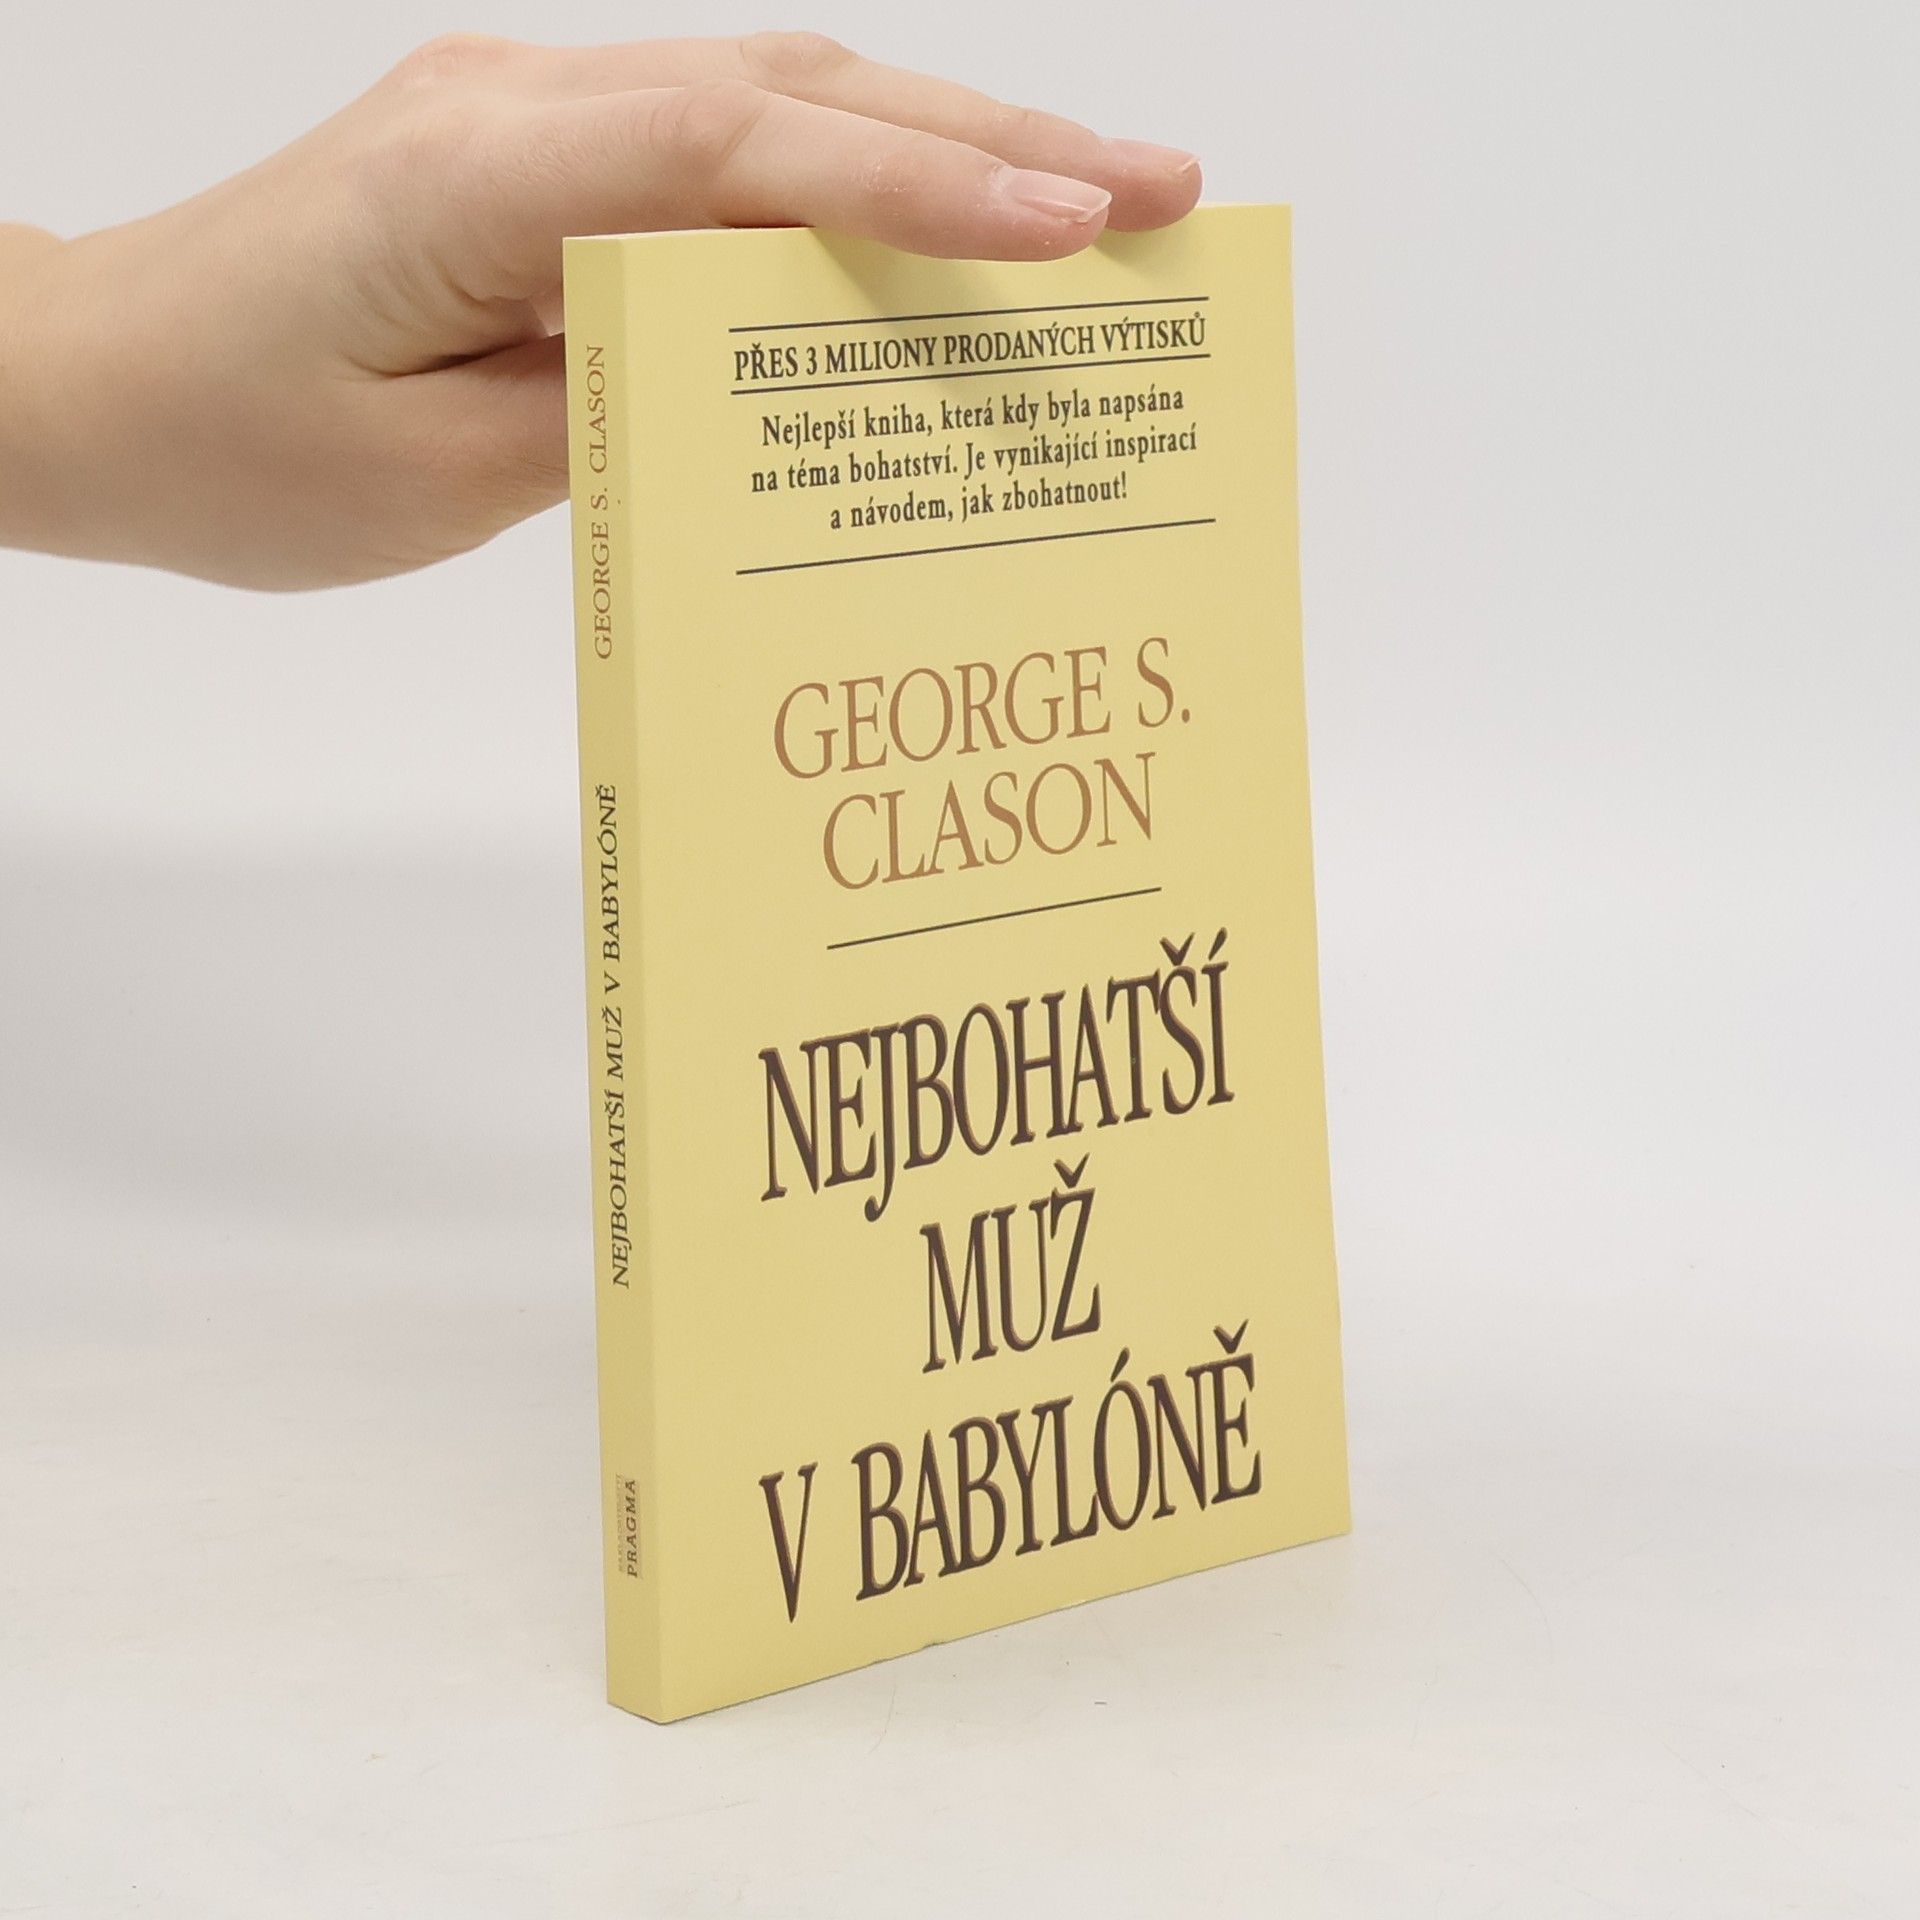 GEORGE S. CLASON
NEJBOHATŠÍ MUŽ V BABYLÓNĚ
NAKLADATELSTVÍ
PRAGMA
PŘES 3 MILIONY PRODANÝCH VÝTISKŮ
Nejlepší kniha, která kdy byla napsána
na téma bohatství. Je vynikající inspirací
a návodem, jak zbohatnout!
GEORGE S.
CLASON
NEJBOHATŠÍ
MUŽ
V BABYLÓNĚ